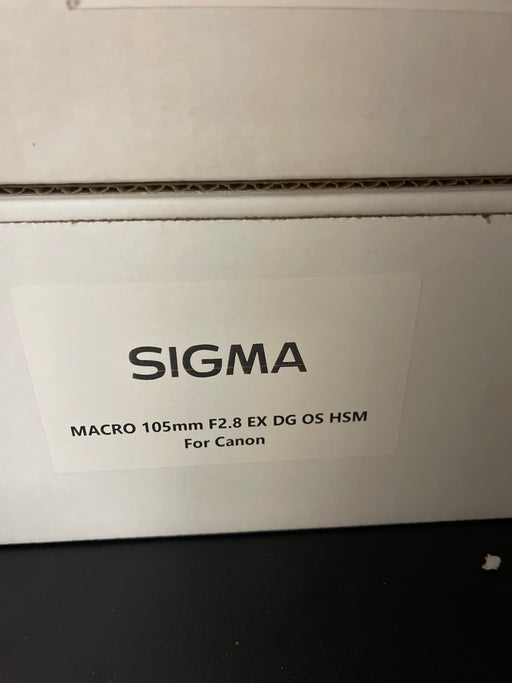 SIGMA
MACRO 105mm F2.8 EX DG OS HSM
For Canon